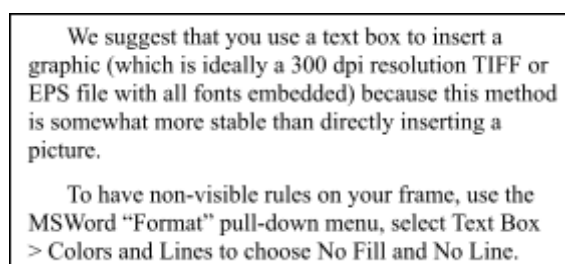 We suggest that you use a text box to insert a
graphic (which is ideally a 300 dpi resolution TIFF or
EPS file with all fonts embedded) because this method
is somewhat more stable than directly inserting a
picture.
To have non-visible rules on your frame, use the
MSWord “Format” pull-down menu, select Text Box
> Colors and Lines to choose No Fill and No Line.